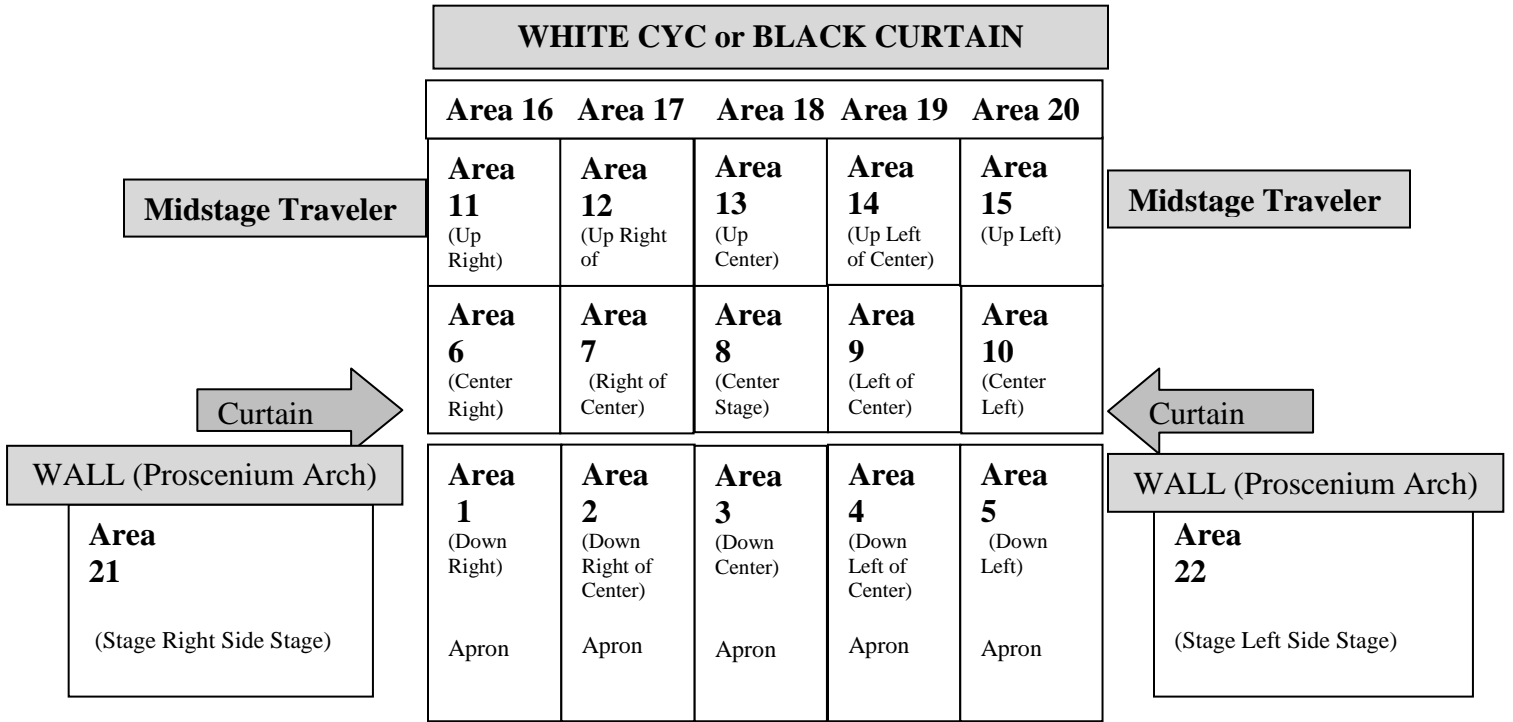 WHITE CYC or BLACK CURTAIN
Area 16 Area 17 Area 18 Area 19 Area 20
Midstage Traveler
Area
11
(Up
Right)
Area
12
(Up Right
of
Area
13
(Up
Center)
Area
14
(Up Left
of Center)
Area
15
(Up Left)
Midstage Traveler
Area
6
(Center
Right)
Area
7
(Right of
Center)
Area
8
(Center
Stage)
Area
9
(Left of
Center)
Area
10
(Center
Left)
Curtain
Curtain
WALL (Proscenium Arch)
Area
21
(Stage Right Side Stage)
Area
1
(Down
Right)
Apron
Area
2
(Down
Right of
Center)
Apron
Area
3
(Down
Center)
Apron
Area
4
(Down
Left of
Center)
Apron
Area
5
(Down
Left)
Apron
WALL (Proscenium Arch)
Area
22
(Stage Left Side Stage)